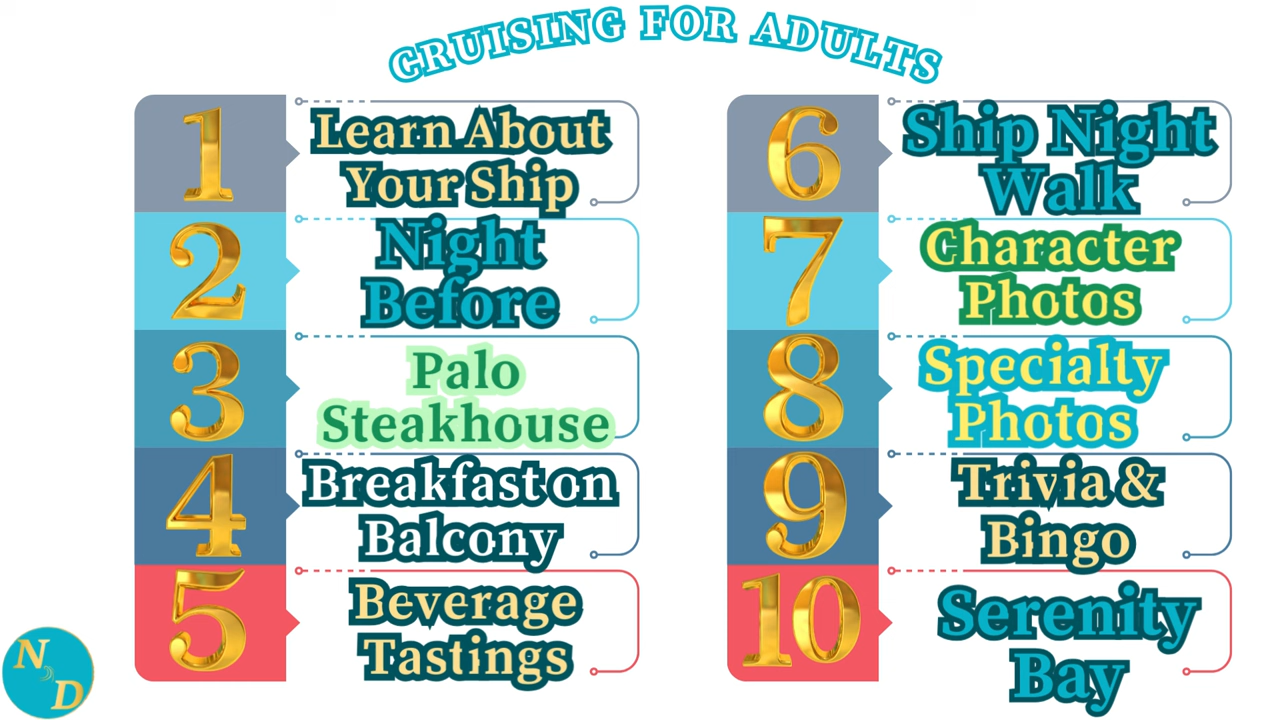 CRUISING FOR ADULTS
1
Learn About
Your Ship
2
Night
Before
3
Palo
Steakhouse
4
Breakfast on
Balcony
5
Beverage
Tastings
6
Ship Night
Walk
7
Character
Photos
8
Specialty
Photos
9
Trivia &
Bingo
10
Serenity
Bay
N
D